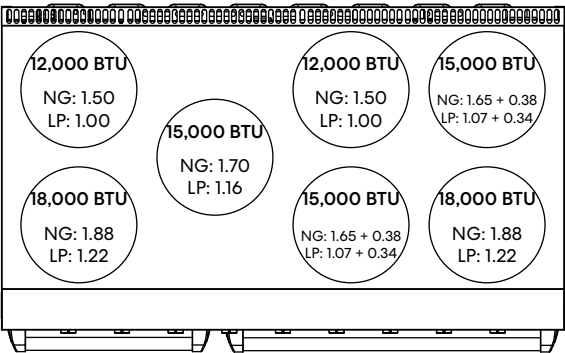 12,000 BTU
NG: 1.50
LP: 1.00
12,000 BTU
NG: 1.50
LP: 1.00
15,000 BTU
NG: 1.65 + 0.38
LP: 1.07 + 0.34
15,000 BTU
NG: 1.70
LP: 1.16
18,000 BTU
NG: 1.88
LP: 1.22
15,000 BTU
NG: 1.65 + 0.38
LP: 1.07 + 0.34
18,000 BTU
NG: 1.88
LP: 1.22